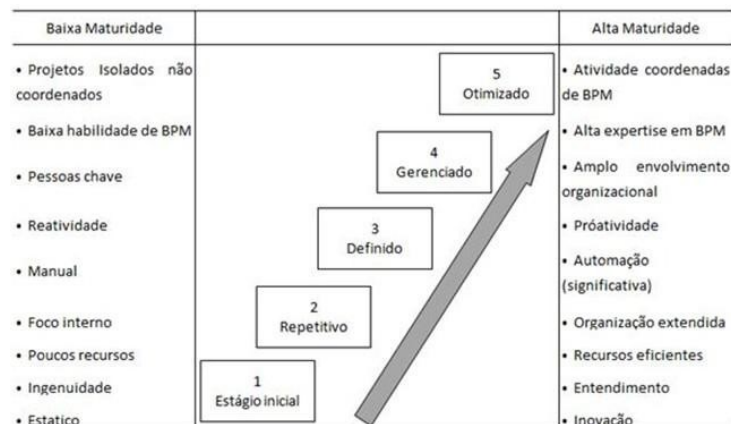 Baixa Maturidade
• Projetos Isolados não
coordenados
• Baixa habilidade de BPM
• Pessoas chave
• Reatividade
• Manual
• Foco interno
• Poucos recursos
• Ingenuidade
• Estatico
5
Otimizado
4
Gerenciado
3
Definido
2
Repetitivo
1
Estágio inicial
Alta Maturidade
• Atividade coordenadas
de BPM
• Alta expertise em BPM
• Amplo envolvimento
organizacional
• Próatividade
• Automação
(significativa)
• Organização extendida
• Recursos eficientes
• Entendimento
• Inovação